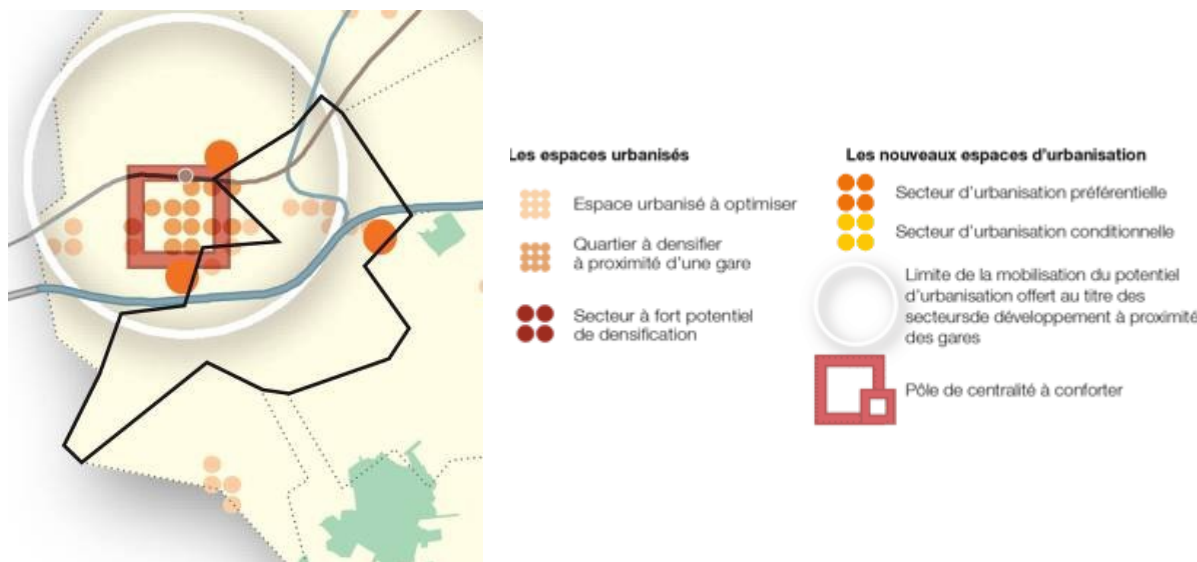 Les espaces urbanisés
Espace urbanisé à optimiser
Quartier à densifier
à proximité d'une gare
Secteur à fort potentiel
de densification
Les nouveaux espaces d'urbanisation
Secteur d'urbanisation préférentielle
Secteur d'urbanisation conditionnelle
Limite de la mobilisation du potentiel
d'urbanisation offert au titre des
secteursde développement à proximité
des gares
Pôle de centralité à conforter